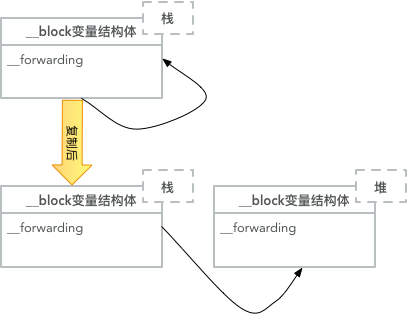 栈
__block变量结构体
__forwarding
复制后
栈
堆
__block变量结构体
__block变量结构体
__forwarding
__forwarding